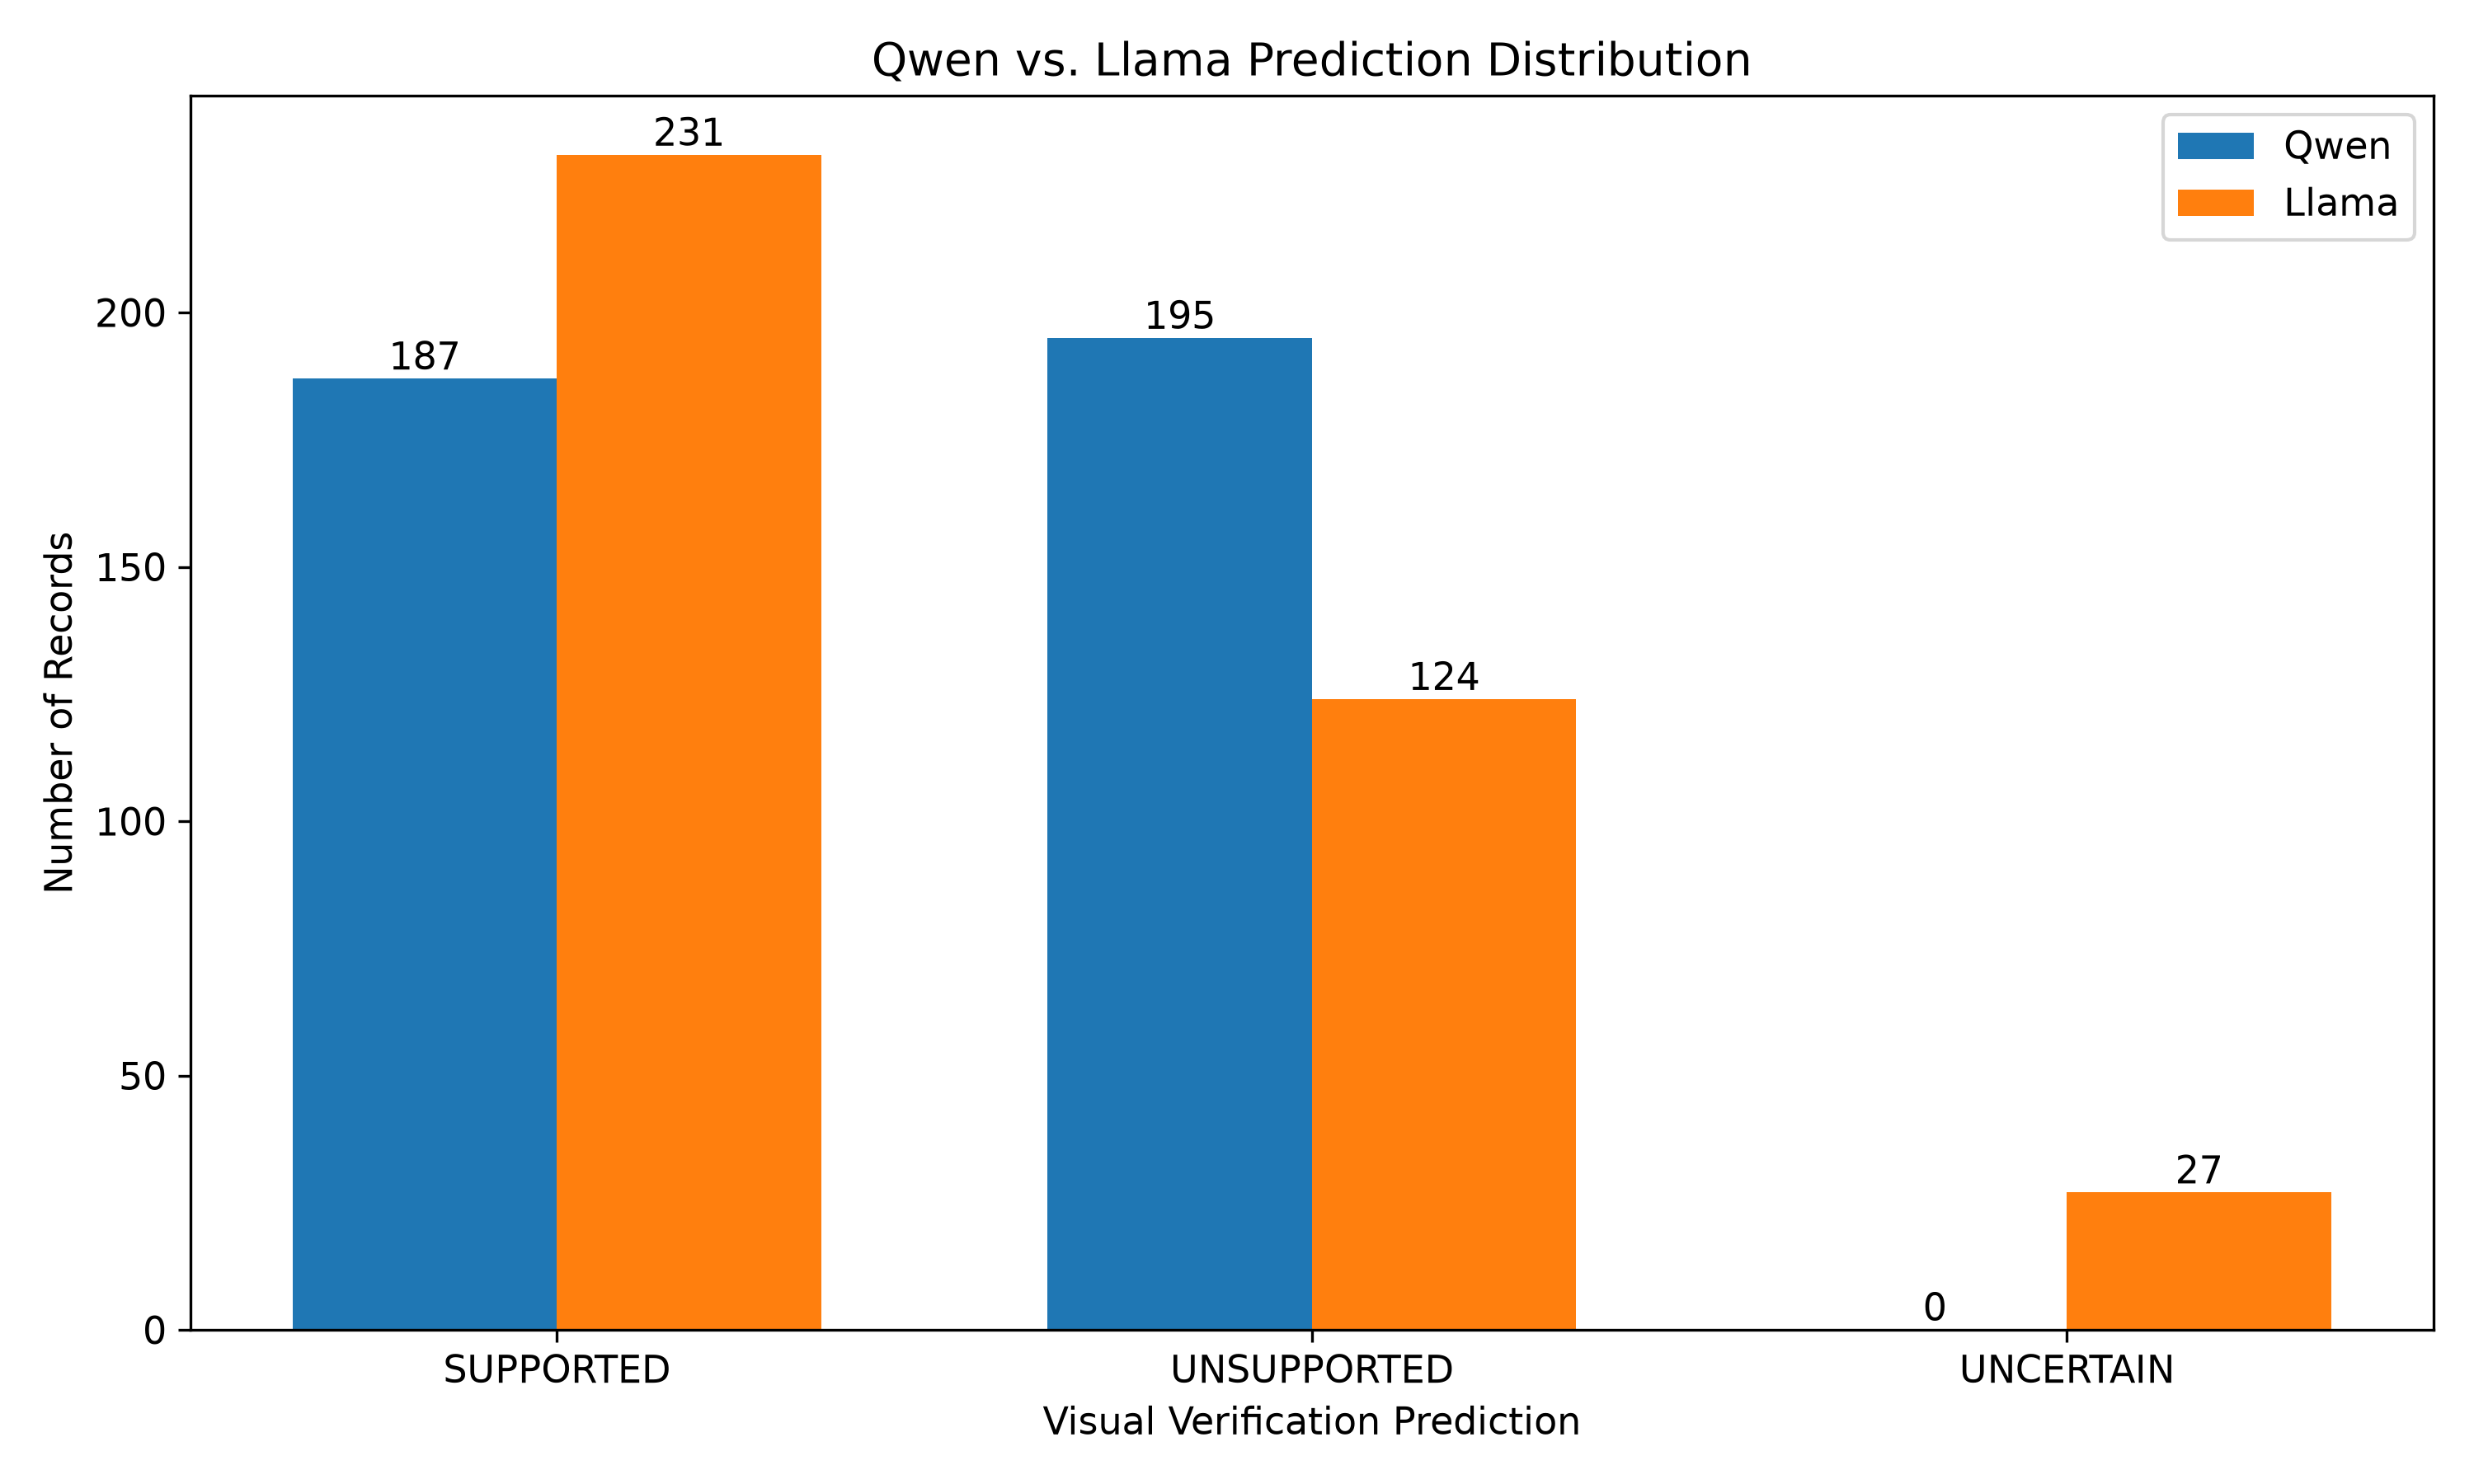 Qwen vs. Llama Prediction Distribution
Qwen
Llama
231
187
195
124
27
0
Number of Records
200
150
100
50
0
SUPPORTED
UNSUPPORTED
UNCERTAIN
Visual Verification Prediction